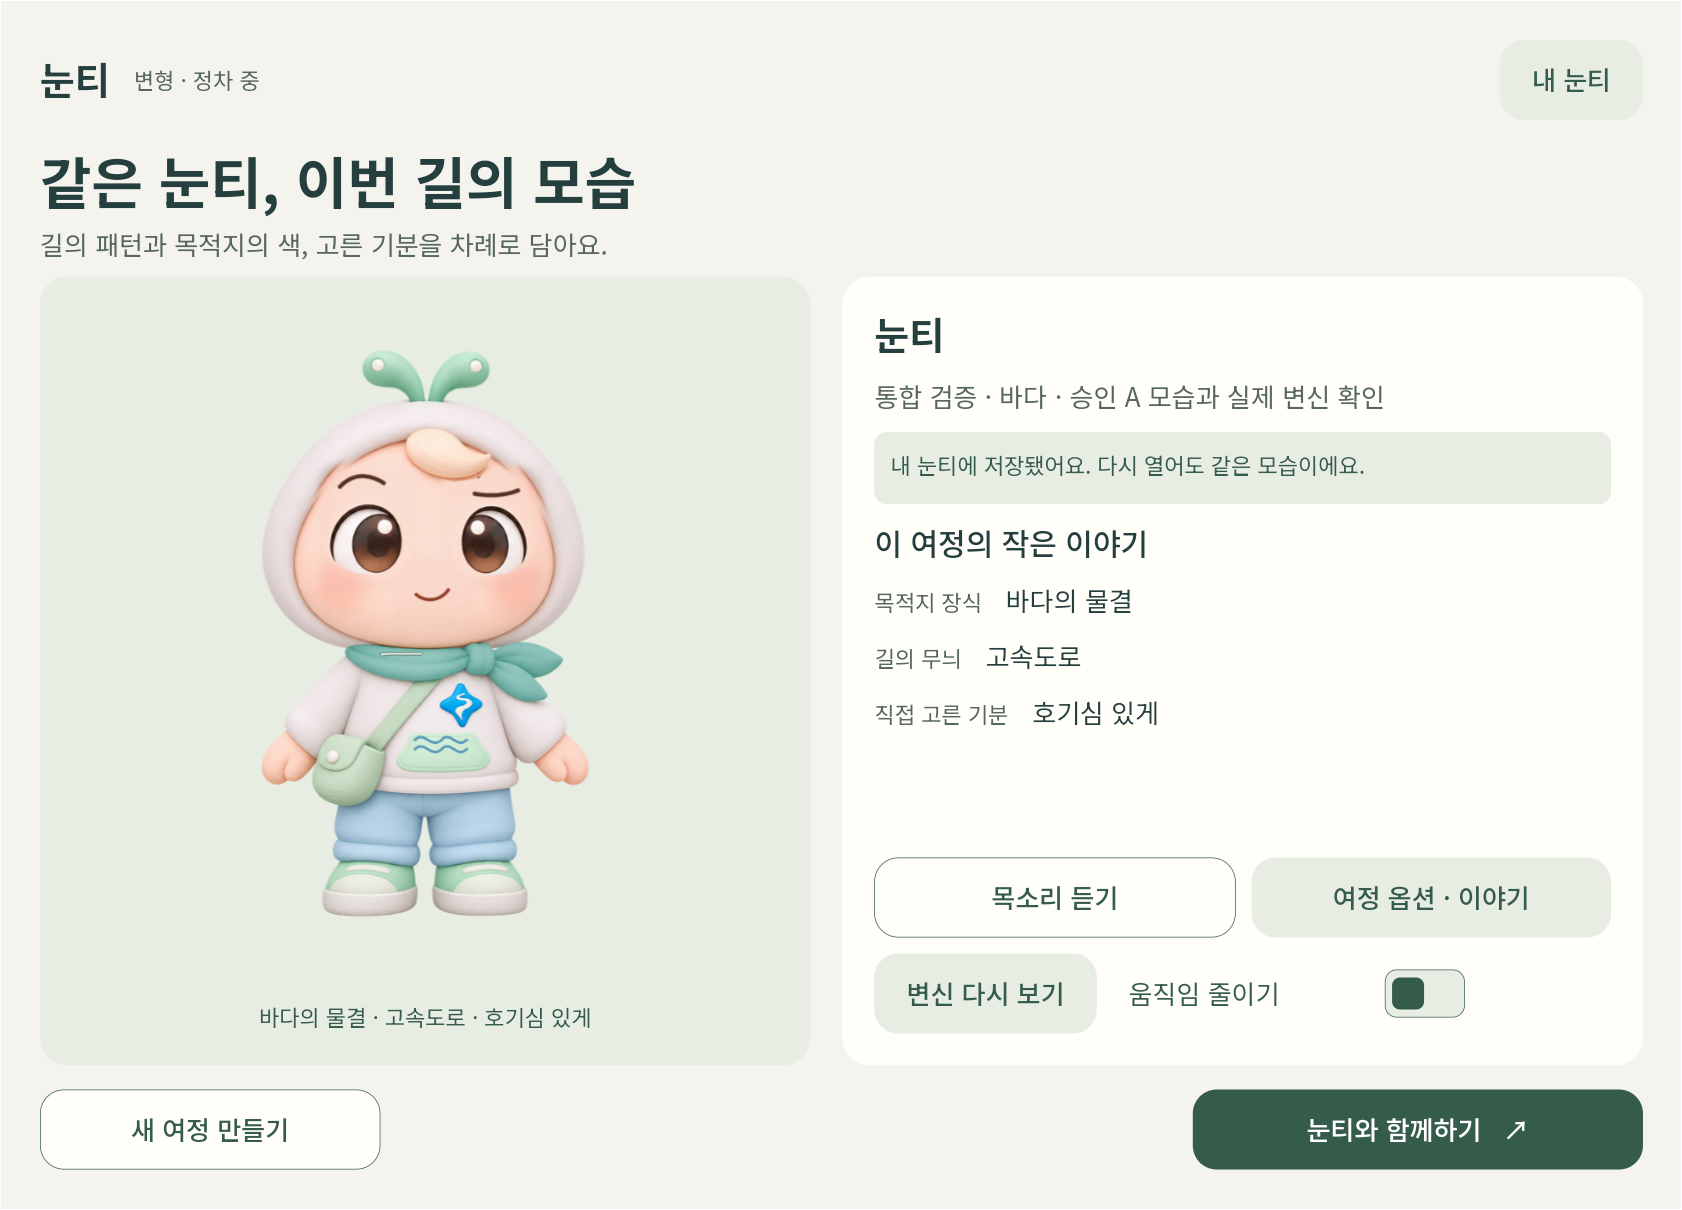 눈티 변형 · 정차 중
내 눈티
같은 눈티, 이번 길의 모습
길의 패턴과 목적지의 색, 고른 기분을 차례로 담아요.
바다의 물결 · 고속도로 · 호기심 있게
눈티
통합 검증 · 바다 · 승인 A 모습과 실제 변신 확인
내 눈티에 저장됐어요. 다시 열어도 같은 모습이에요.
이 여정의 작은 이야기
목적지 장식 바다의 물결
길의 무늬 고속도로
직접 고른 기분 호기심 있게
목소리 듣기
여정 옵션 · 이야기
변신 다시 보기
움직임 줄이기
새 여정 만들기
눈티와 함께하기 ↗